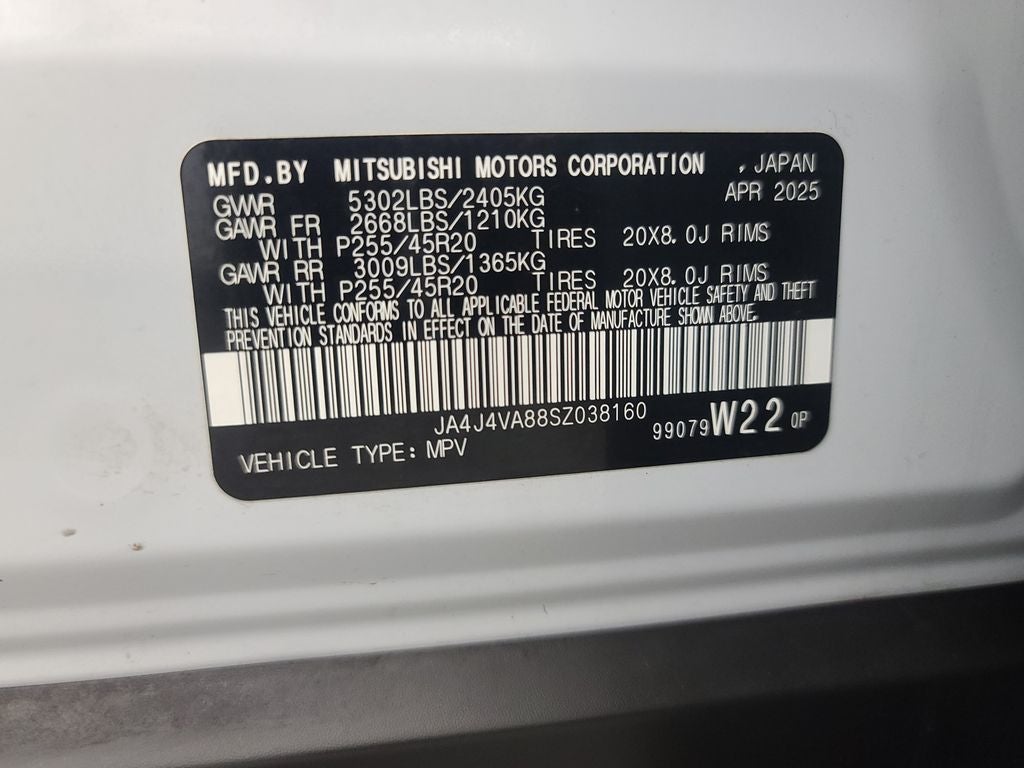 MFD.BY MITSUBISHI MOTORS CORPORATION , JAPAN
GVWR 5302LBS/2405KG APR 2025
GAWR FR 2668LBS/1210KG
WITH P255/45R20 TIRES 20X8.0J RIMS
GAWR RR 3009LBS/1365KG
WITH P255/45R20 TIRES 20X8.0J RIMS
THIS VEHICLE CONFORMS TO ALL APPLICABLE FEDERAL MOTOR VEHICLE SAFETY AND THEFT
PREVENTION STANDARDS IN EFFECT ON THE DATE OF MANUFACTURE SHOWN ABOVE.
JA4J4VA88SZ038160
99079 W22 0P
VEHICLE TYPE: MPV